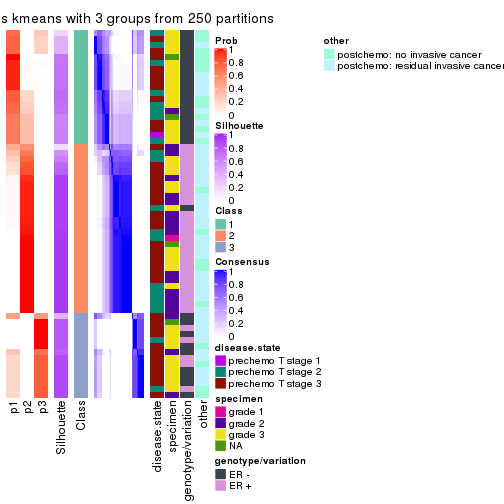 s kmeans with 3 groups from 250 partitions
Prob
1
0.8
0.6
0.4
0.2
0
Silhouette
1
0.8
0.6
0.4
0.2
0
Class
1
2
3
Consensus
1
0.8
0.6
0.4
0.2
0
disease.state
prechemo T stage 1
prechemo T stage 2
prechemo T stage 3
specimen
grade 1
grade 2
grade 3
NA
genotype/variation
ER -
ER +
other
postchemo: no invasive cancer
postchemo: residual invasive cancer
p1
p2
p3
Silhouette
Class
disease.state
specimen
genotype/variation
other